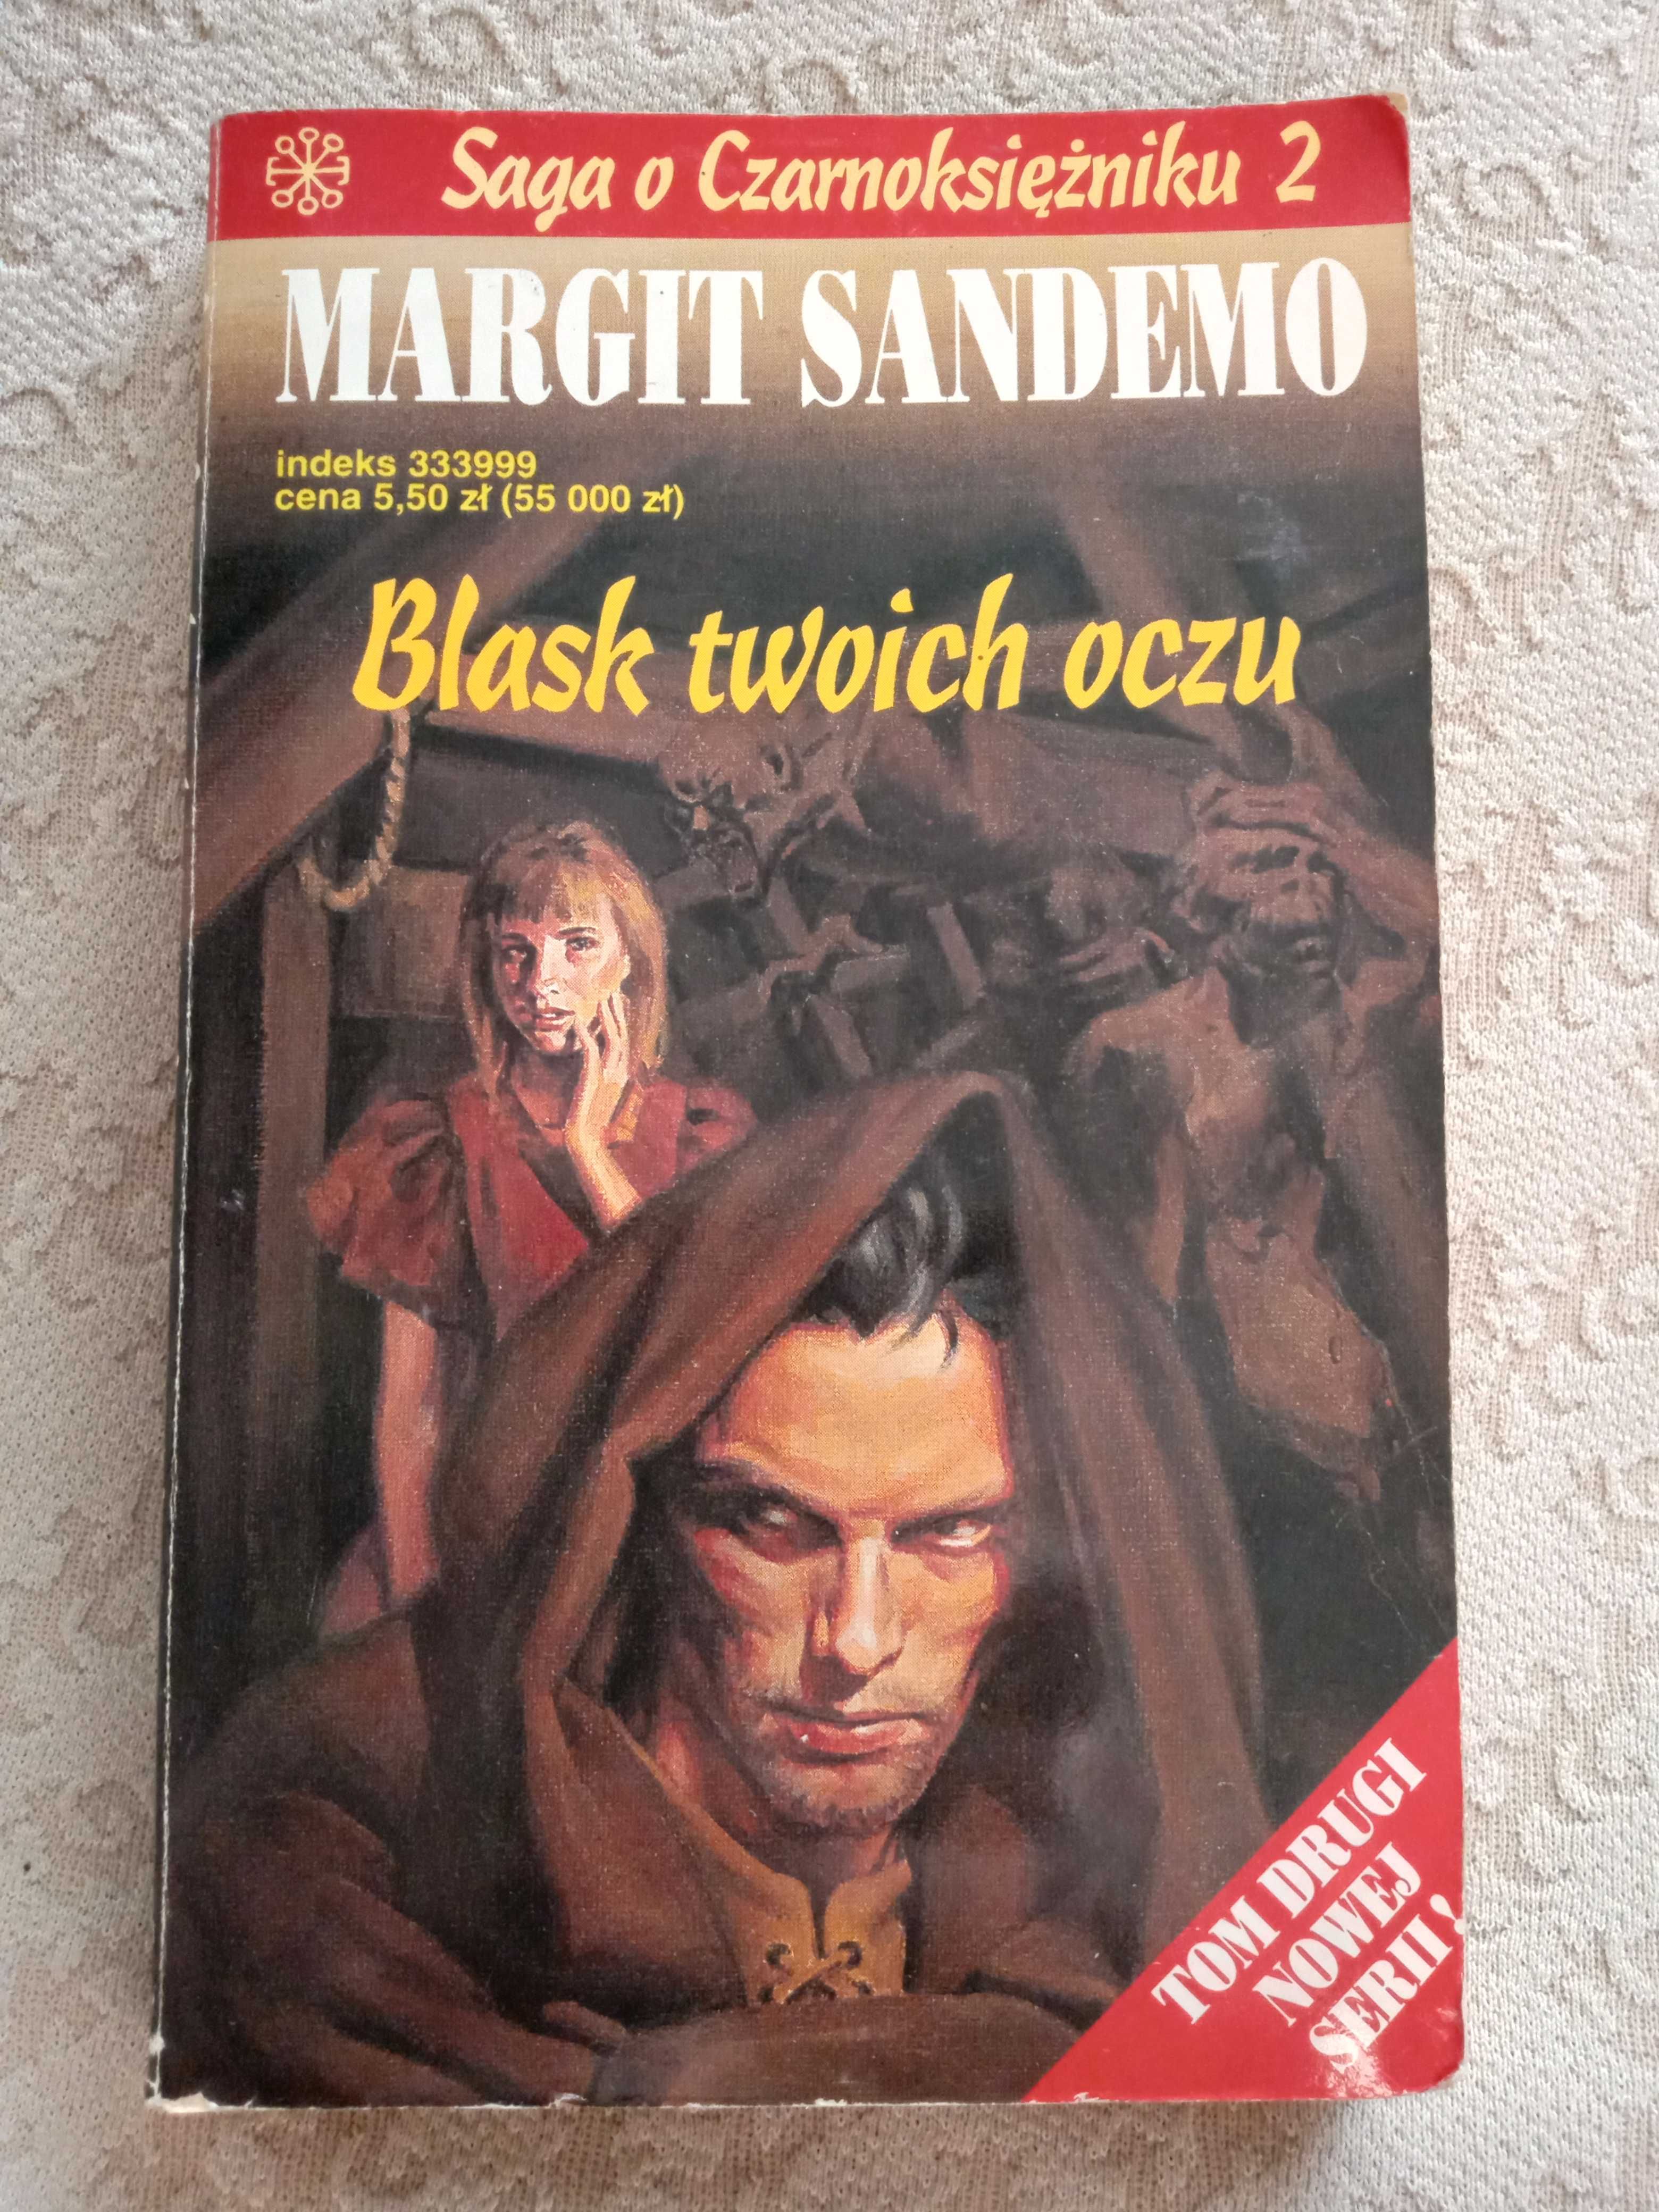 Saga o Czarnoksiężniku 2
MARGIT SANDEMO
indeks 333999
cena 5,50 zł (55 000 zł)
Blask twoich oczu
TOM DRUGI
NOWEJ
SERII!